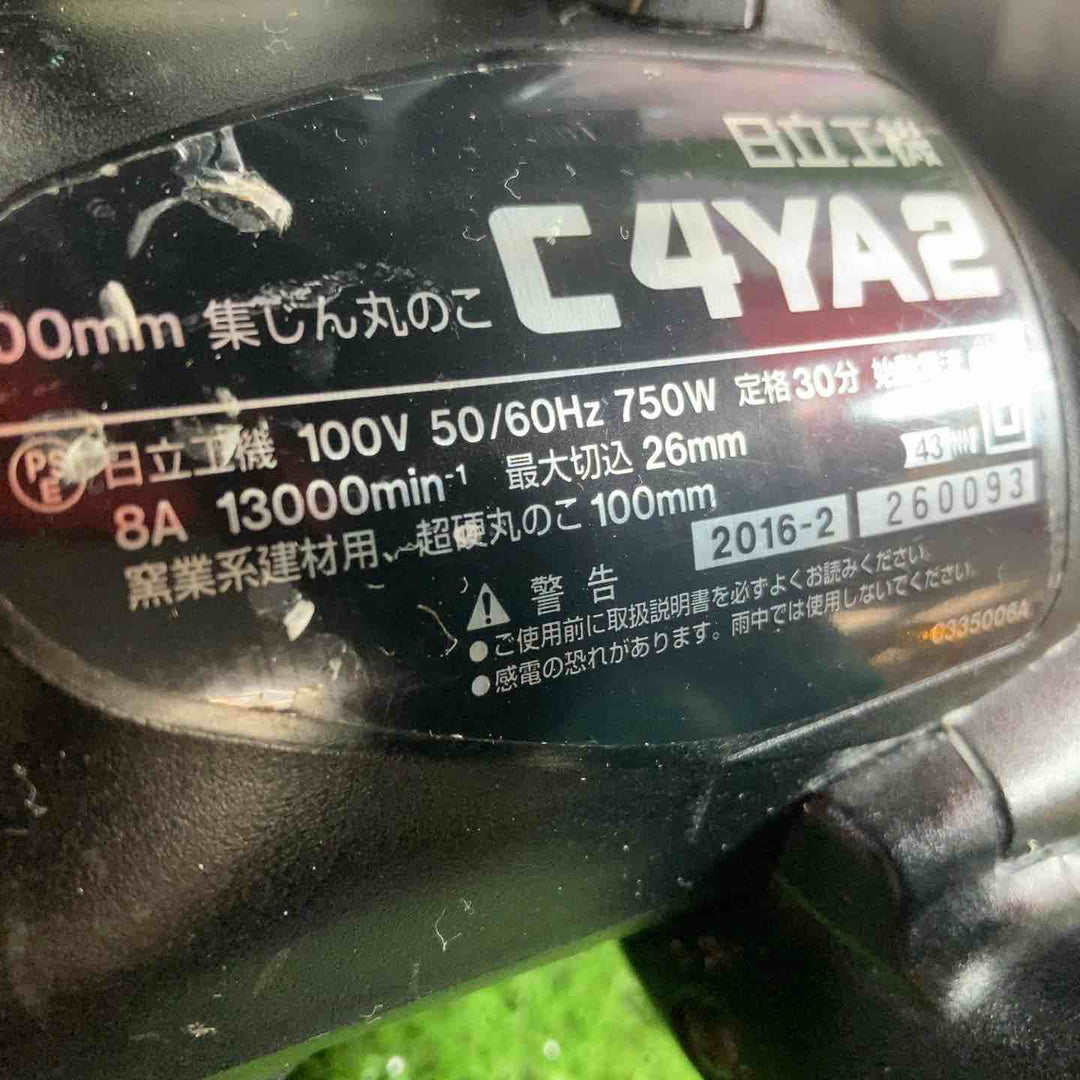 日立工機
C 4YA2
00mm 集じん丸のこ
PS E 日立工機 100V 50/60Hz 750W 定格30分
8A 13000min-1 最大切込 26mm
43
窯業系建材用、超硬丸のこ 100mm
2016-2 260093
警告
●ご使用前に取扱説明書を必ずよくお読みください。
●感電の恐れがあります。雨中では使用しないでください。
335006A